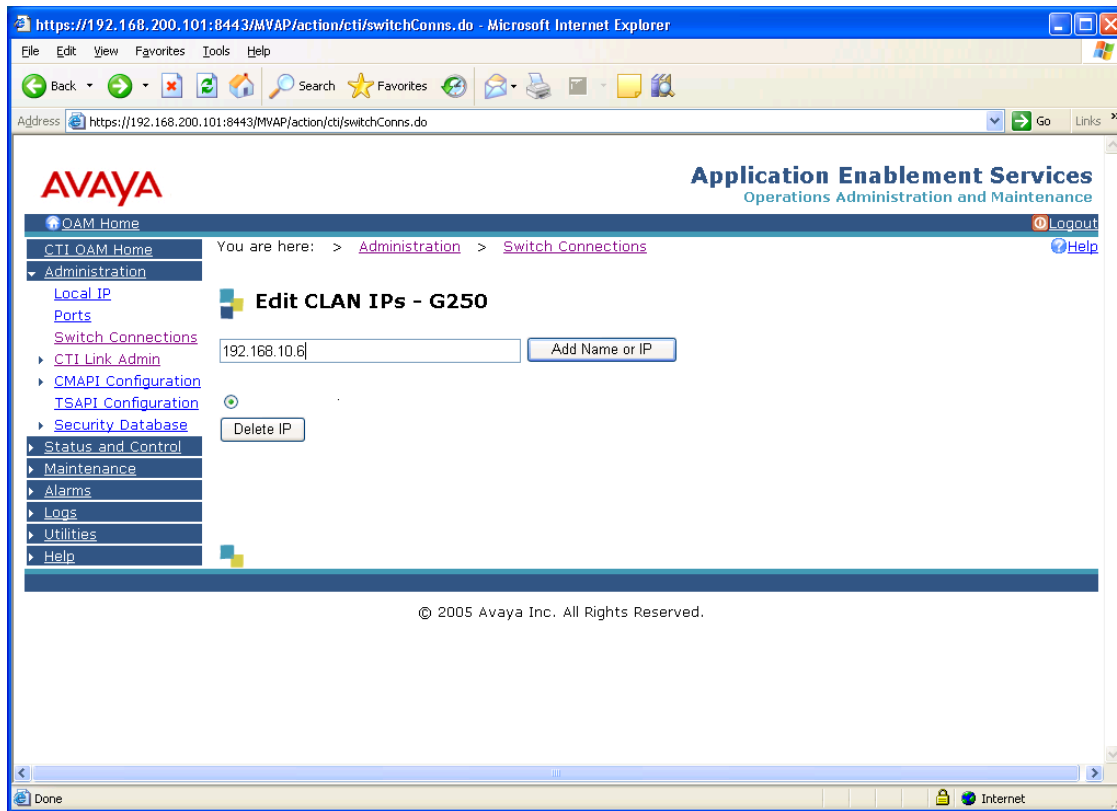 https://192.168.200.101:8443/MVAP/action/cti/switchConns.do - Microsoft Internet Explorer
File Edit View Favorites Tools Help
Back Search Favorites
Address https://192.168.200.101:8443/MVAP/action/cti/switchConns.do Go Links »
AVAYA
Application Enablement Services
Operations Administration and Maintenance
OAM Home Logout
CTI OAM Home
You are here: > Administration > Switch Connections
Help
Administration
Local IP
Ports
Switch Connections
CTI Link Admin
CMAPI Configuration
TSAPI Configuration
Security Database
Status and Control
Maintenance
Alarms
Logs
Utilities
Help
Edit CLAN IPs - G250
192.168.10.6 Add Name or IP
Delete IP
© 2005 Avaya Inc. All Rights Reserved.
Done Internet